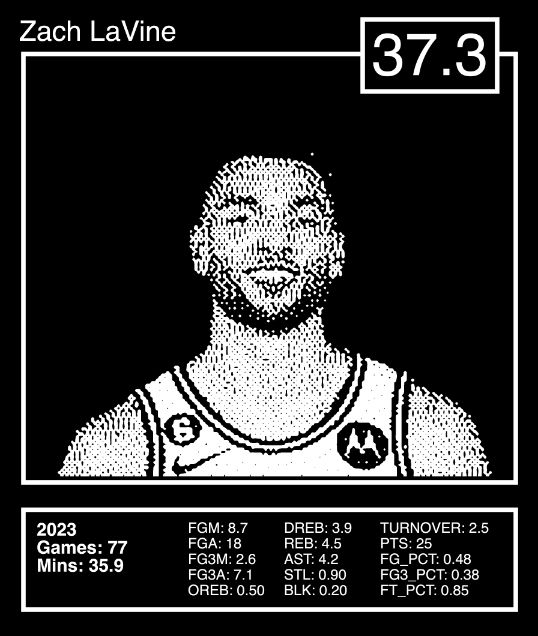 Zach LaVine
37.3
G
2023
Games: 77
Mins: 35.9
FGM: 8.7
FGA: 18
FG3M: 2.6
FG3A: 7.1
OREB: 0.50
DREB: 3.9
REB: 4.5
AST: 4.2
STL: 0.90
BLK: 0.20
TURNOVER: 2.5
PTS: 25
FG_PCT: 0.48
FG3_PCT: 0.38
FT_PCT: 0.85